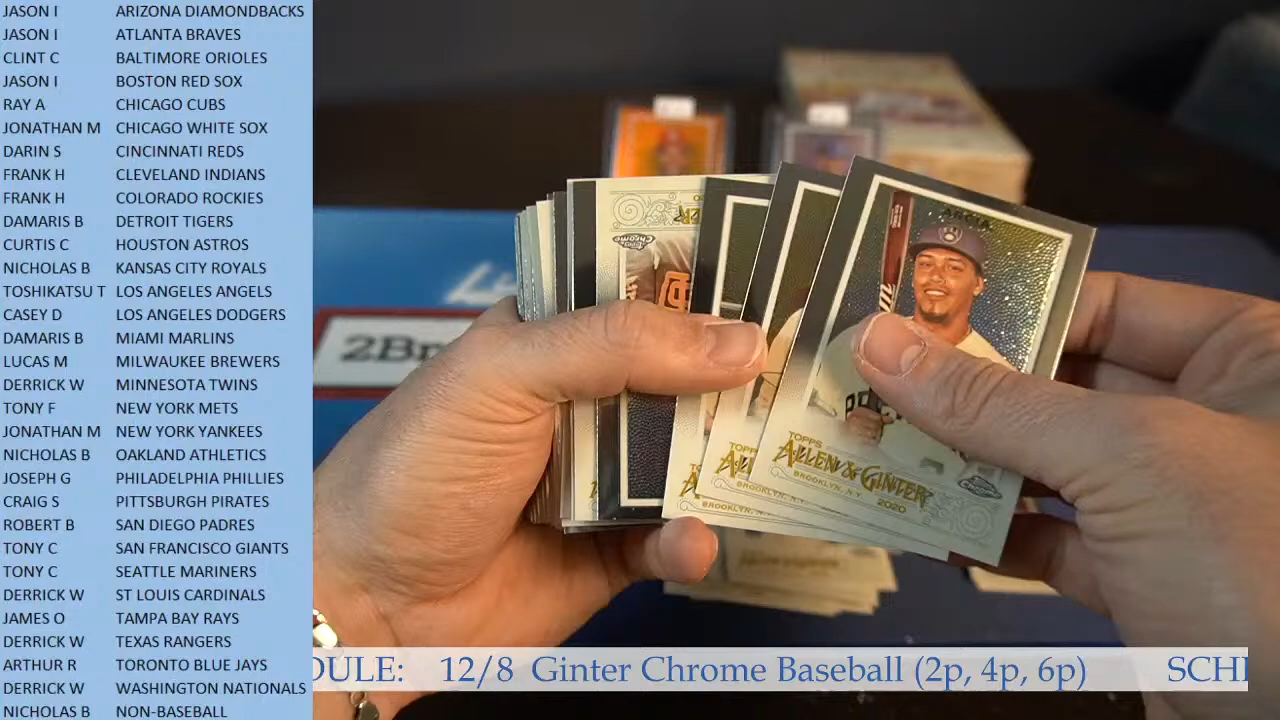 JASON I ARIZONA DIAMONDBACKS
JASON I ATLANTA BRAVES
CLINT C BALTIMORE ORIOLES
JASON I BOSTON RED SOX
RAY A CHICAGO CUBS
JONATHAN M CHICAGO WHITE SOX
DARIN S CINCINNATI REDS
FRANK H CLEVELAND INDIANS
FRANK H COLORADO ROCKIES
DAMARIS B DETROIT TIGERS
CURTIS C HOUSTON ASTROS
NICHOLAS B KANSAS CITY ROYALS
TOSHIKATSU T LOS ANGELES ANGELS
CASEY D LOS ANGELES DODGERS
DAMARIS B MIAMI MARLINS
LUCAS M MILWAUKEE BREWERS
DERRICK W MINNESOTA TWINS
TONY F NEW YORK METS
JONATHAN M NEW YORK YANKEES
NICHOLAS B OAKLAND ATHLETICS
JOSEPH G PHILADELPHIA PHILLIES
CRAIG S PITTSBURGH PIRATES
ROBERT B SAN DIEGO PADRES
TONY C SAN FRANCISCO GIANTS
TONY C SEATTLE MARINERS
DERRICK W ST LOUIS CARDINALS
JAMES O TAMPA BAY RAYS
DERRICK W TEXAS RANGERS
ARTHUR R TORONTO BLUE JAYS
DERRICK W WASHINGTON NATIONALS
NICHOLAS B NON-BASEBALL
ARCIA
TOPPS
ALLEN & GINTER
BROOKLYN, N.Y.
2020
Chrome
TOPPS
BROOKLYN, N.Y.
BROOKLYN,
2Br
DULE: 12/8 Ginter Chrome Baseball (2p, 4p, 6p) SCHE